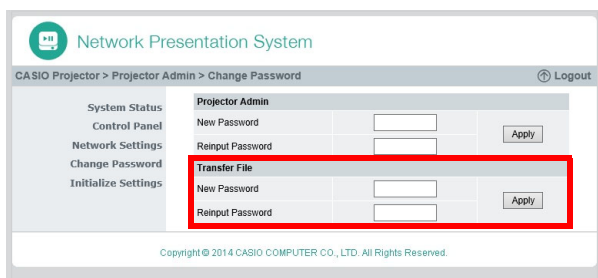 Network Presentation System
CASIO Projector > Projector Admin > Change Password
Logout
System Status
Control Panel
Network Settings
Change Password
Initialize Settings
Projector Admin
New Password
Reinput Password
Apply
Transfer File
New Password
Reinput Password
Apply
Copyright © 2014 CASIO COMPUTER CO., LTD. All Rights Reserved.